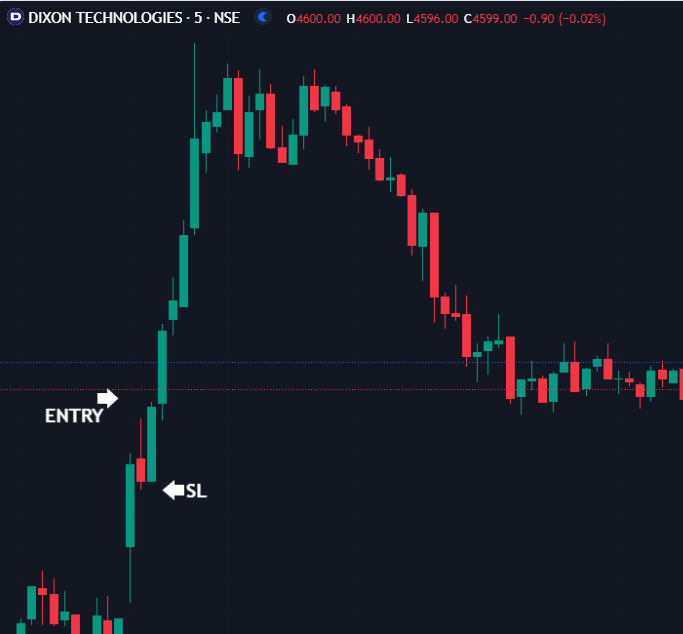 DIXON TECHNOLOGIES · 5 · NSE O4600.00 H4600.00 L4596.00 C4599.00 −0.90 (−0.02%)
ENTRY
SL